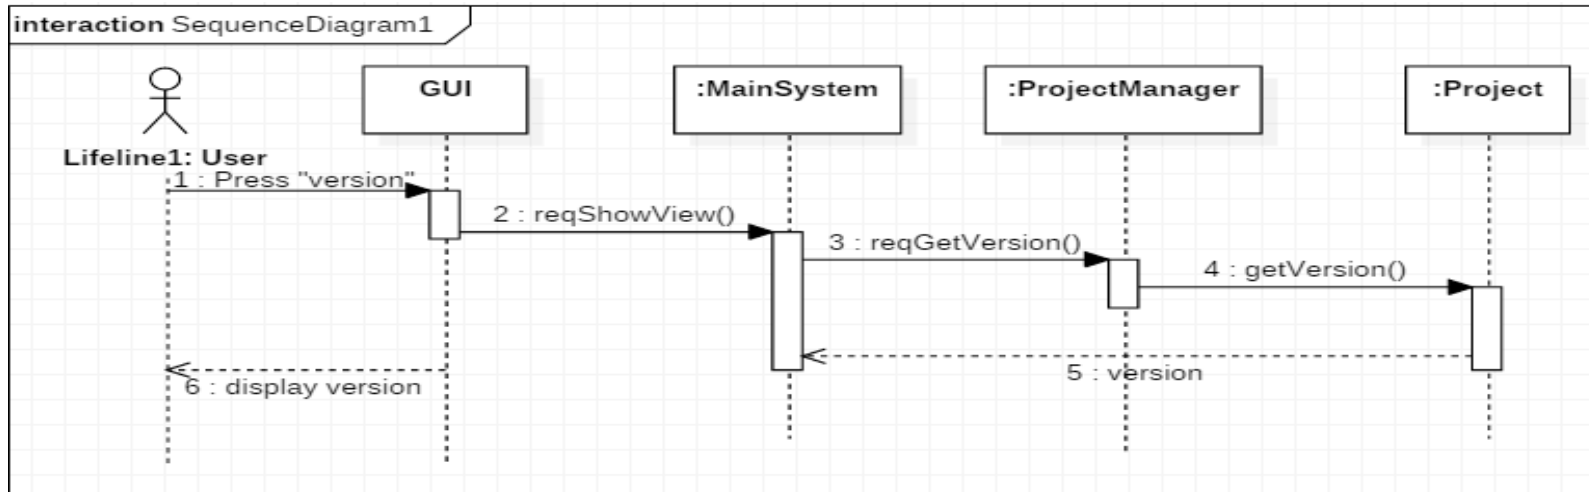 interaction SequenceDiagram1
GUI
:MainSystem
:ProjectManager
:Project
Lifeline1: User
1 : Press "version"
2 : reqShowView()
3 : reqGetVersion()
4 : getVersion()
5 : version
6 : display version